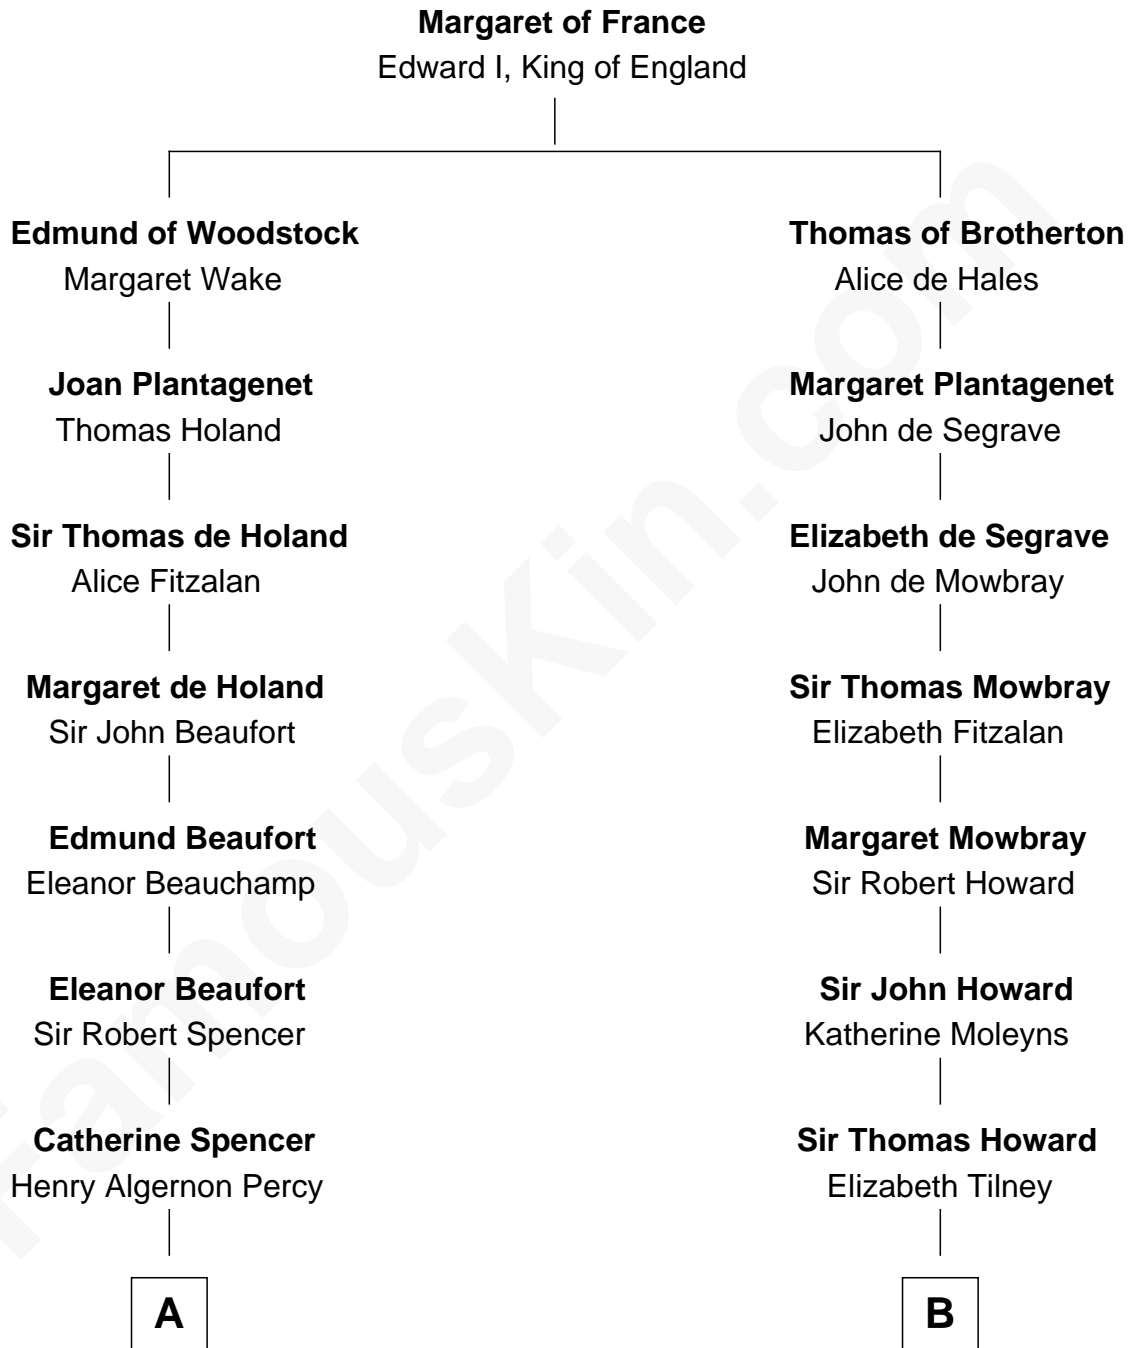 Margaret of France
Edward I, King of England
Edmund of Woodstock
Margaret Wake
Thomas of Brotherton
Alice de Hales
Joan Plantagenet
Thomas Holand
Margaret Plantagenet
John de Segrave
Sir Thomas de Holand
Alice Fitzalan
Elizabeth de Segrave
John de Mowbray
Margaret de Holand
Sir John Beaufort
Sir Thomas Mowbray
Elizabeth Fitzalan
Edmund Beaufort
Eleanor Beauchamp
Margaret Mowbray
Sir Robert Howard
Eleanor Beaufort
Sir Robert Spencer
Sir John Howard
Katherine Moleyns
Catherine Spencer
Henry Algernon Percy
Sir Thomas Howard
Elizabeth Tilney
A
B
FamousKin.com